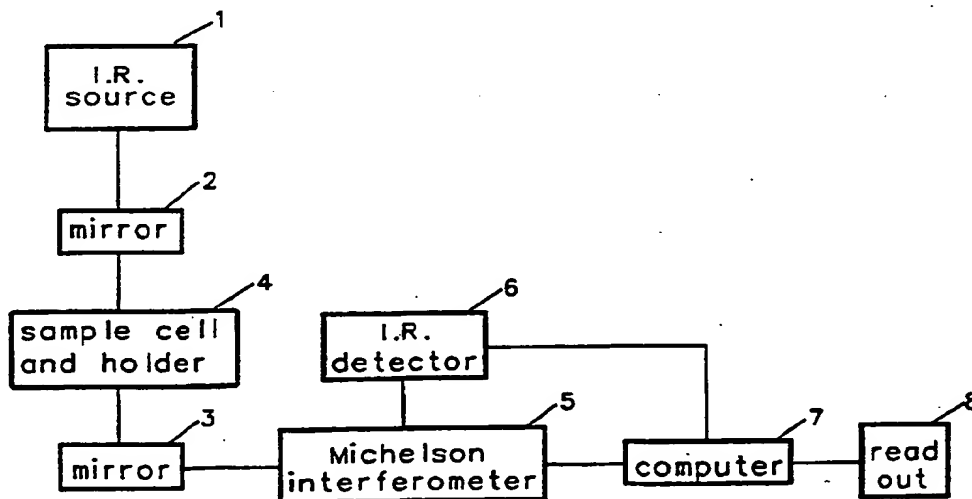 1
I.R.
source
2
mirror
4
sample cell
and holder
6
I.R.
detector
3
mirror
5
Michelson
interferometer
7
computer
8
read
out